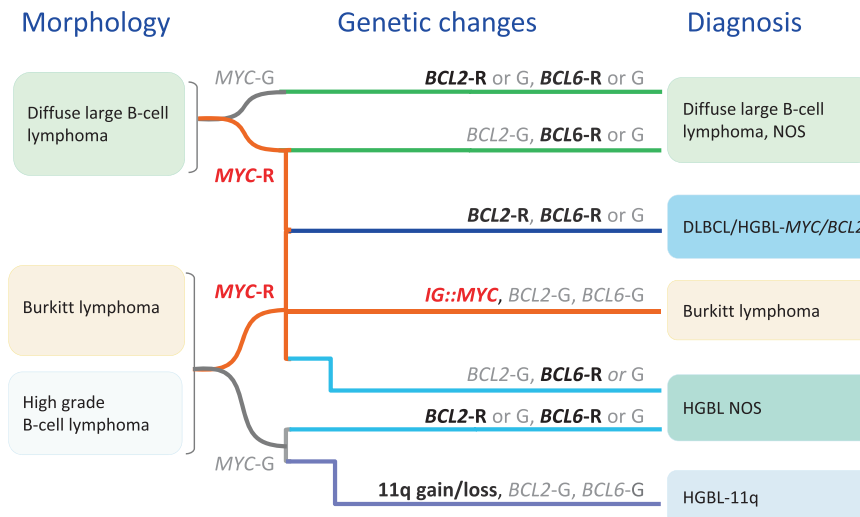 Morphology
Genetic changes
Diagnosis
MYC-G
BCL2-R or G, BCL6-R or G
Diffuse large B-cell
lymphoma
Diffuse large B-cell
lymphoma, NOS
BCL2-G, BCL6-R or G
MYC-R
BCL2-R, BCL6-R or G
DLBCL/HGBL-MYC/BCL2
MYC-R
IG::MYC, BCL2-G, BCL6-G
Burkitt lymphoma
Burkitt lymphoma
BCL2-G, BCL6-R or G
High grade
B-cell lymphoma
HGBL NOS
BCL2-R or G, BCL6-R or G
MYC-G
11q gain/loss, BCL2-G, BCL6-G
HGBL-11q